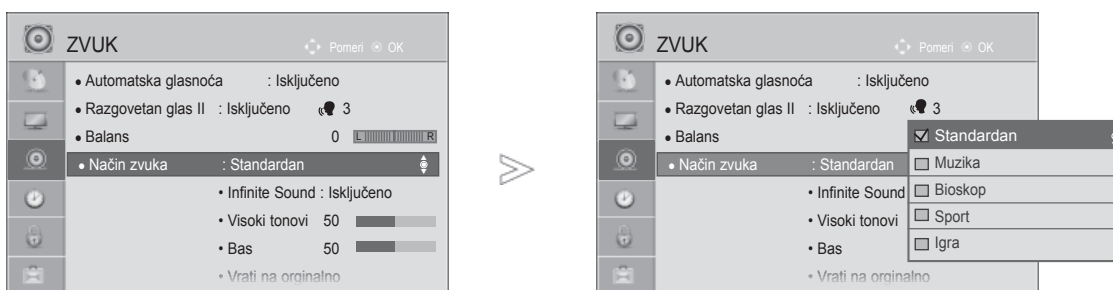 ZVUK
Pomeri OK
Automatska glasnoća : Isključeno
Razgovetan glas II : Isključeno 3
Balans 0 L R
Način zvuka : Standardan
Infinite Sound : Isključeno
Visoki tonovi 50
Bas 50
Vrati na orginalno
ZVUK
Pomeri OK
Automatska glasnoća : Isključeno
Razgovetan glas II : Isključeno 3
Balans
Način zvuka : Standardan
Infinite Sound
Visoki tonovi
Bas
Vrati na orginalno
Standardan
Muzika
Bioskop
Sport
Igra